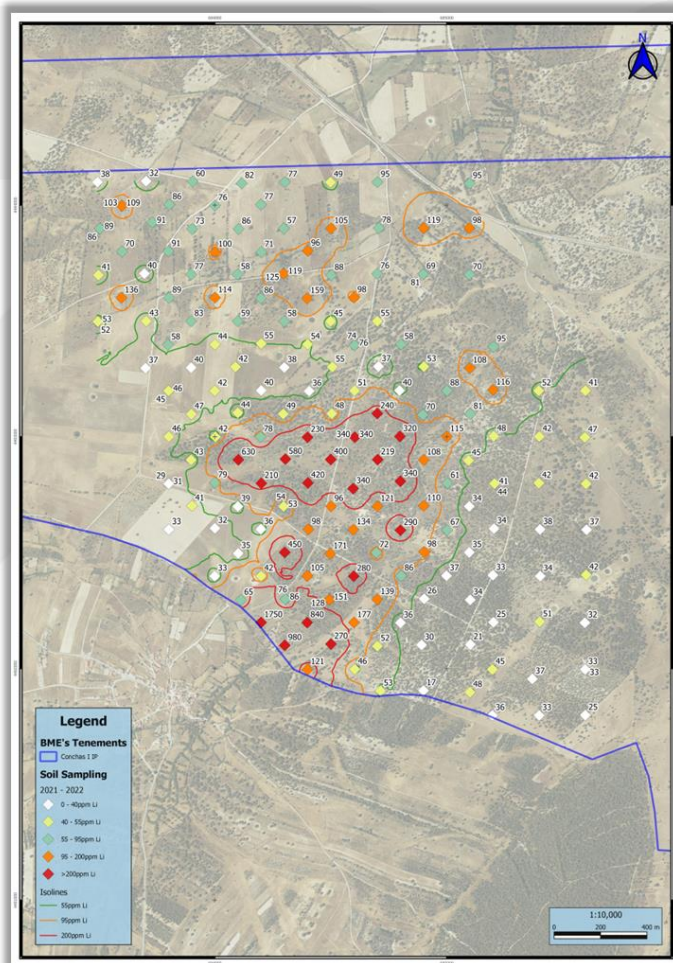 N
38 32 60 82 77 49 95 95
103 109 86 76 77
89 91 73 86 57 105 78 119 98
86
70 91 100 71 96
41 40 77 58 125 119 88 76 69 70
81
136 89 114 86 159 98
53 43 83 59 58 45 55
52
58 44 55 54 74 76 58 95
37 40 42 38 55 37 53 108
45 46 42 40 36 51 40 88 116 52 41
47 44 49 48 240 70 81
46 42 78 230 340 340 320 115 48 42 47
43 630 580 400 219 108 45
29 31 79 210 420 340 340 61 41 42 42
44
41 39 54 53 96 121 110 34
33 32 36 98 134 290 67 34 38 37
35 450 171 72 98 35
33 42 105 280 86 37 33 34 42
65 76 86 128 151 139 26 34
1750 840 177 36 25 51 32
980 270 52 30 21
121 46 45 37 33
33
53 17 48
36 33 25
Legend
BME's Tenements
Conchas I IP
Soil Sampling
2021 - 2022
0 - 40ppm Li
40 - 55ppm Li
55 - 95ppm Li
95 - 200ppm Li
>200ppm Li
Isolines
55ppm Li
95ppm Li
200ppm Li
1:10,000
0 200 400 m